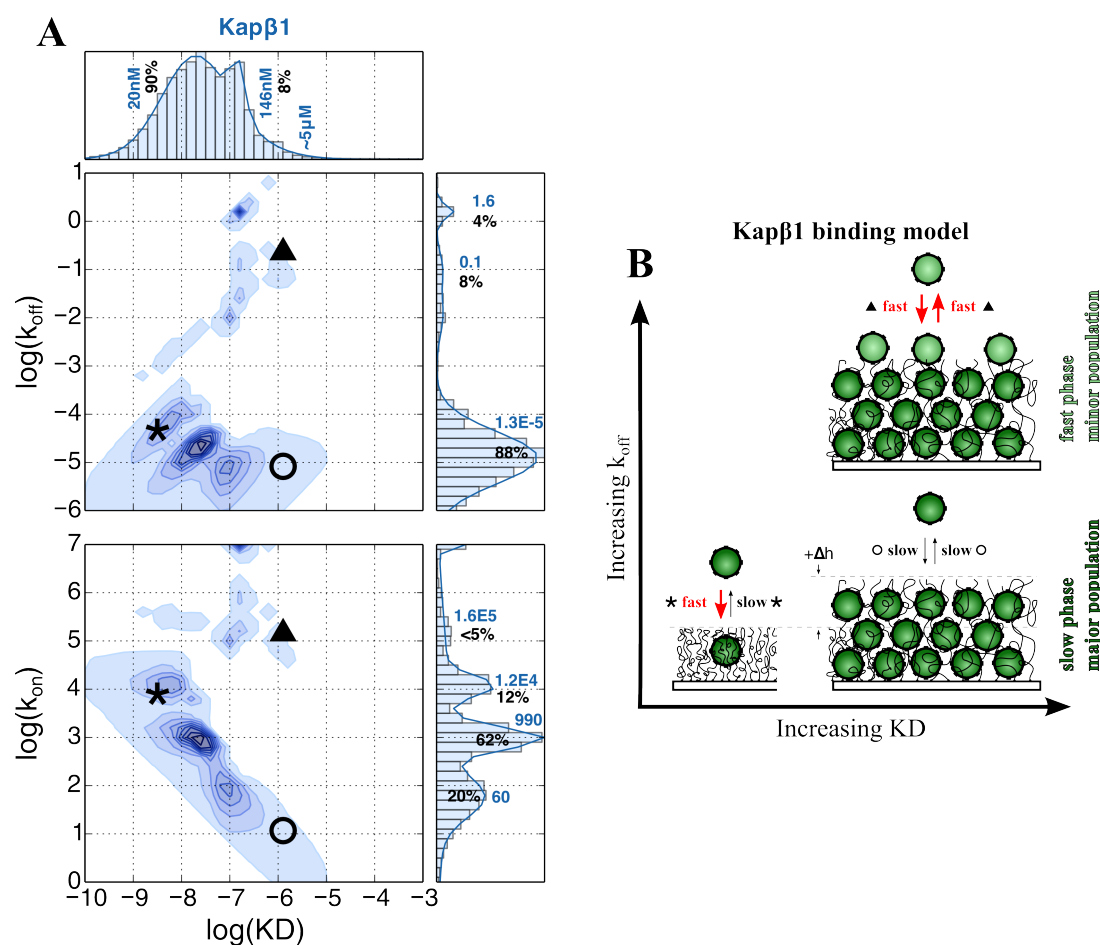 A
Kapβ1
20nM
90%
146nM
8%
~5μM
log(koff)
1
0
−1
−2
−3
−4
−5
−6
1.6
4%
0.1
8%
1.3E-5
88%
log(kon)
7
6
5
4
3
2
1
0
1.6E5
<5%
1.2E4
12%
990
62%
20% 60
−10 −9 −8 −7 −6 −5 −4 −3
log(KD)
B
Kapβ1 binding model
Increasing koff
fast fast
fast phase
minor population
+Δh
slow slow
* fast slow *
slow phase
major population
Increasing KD